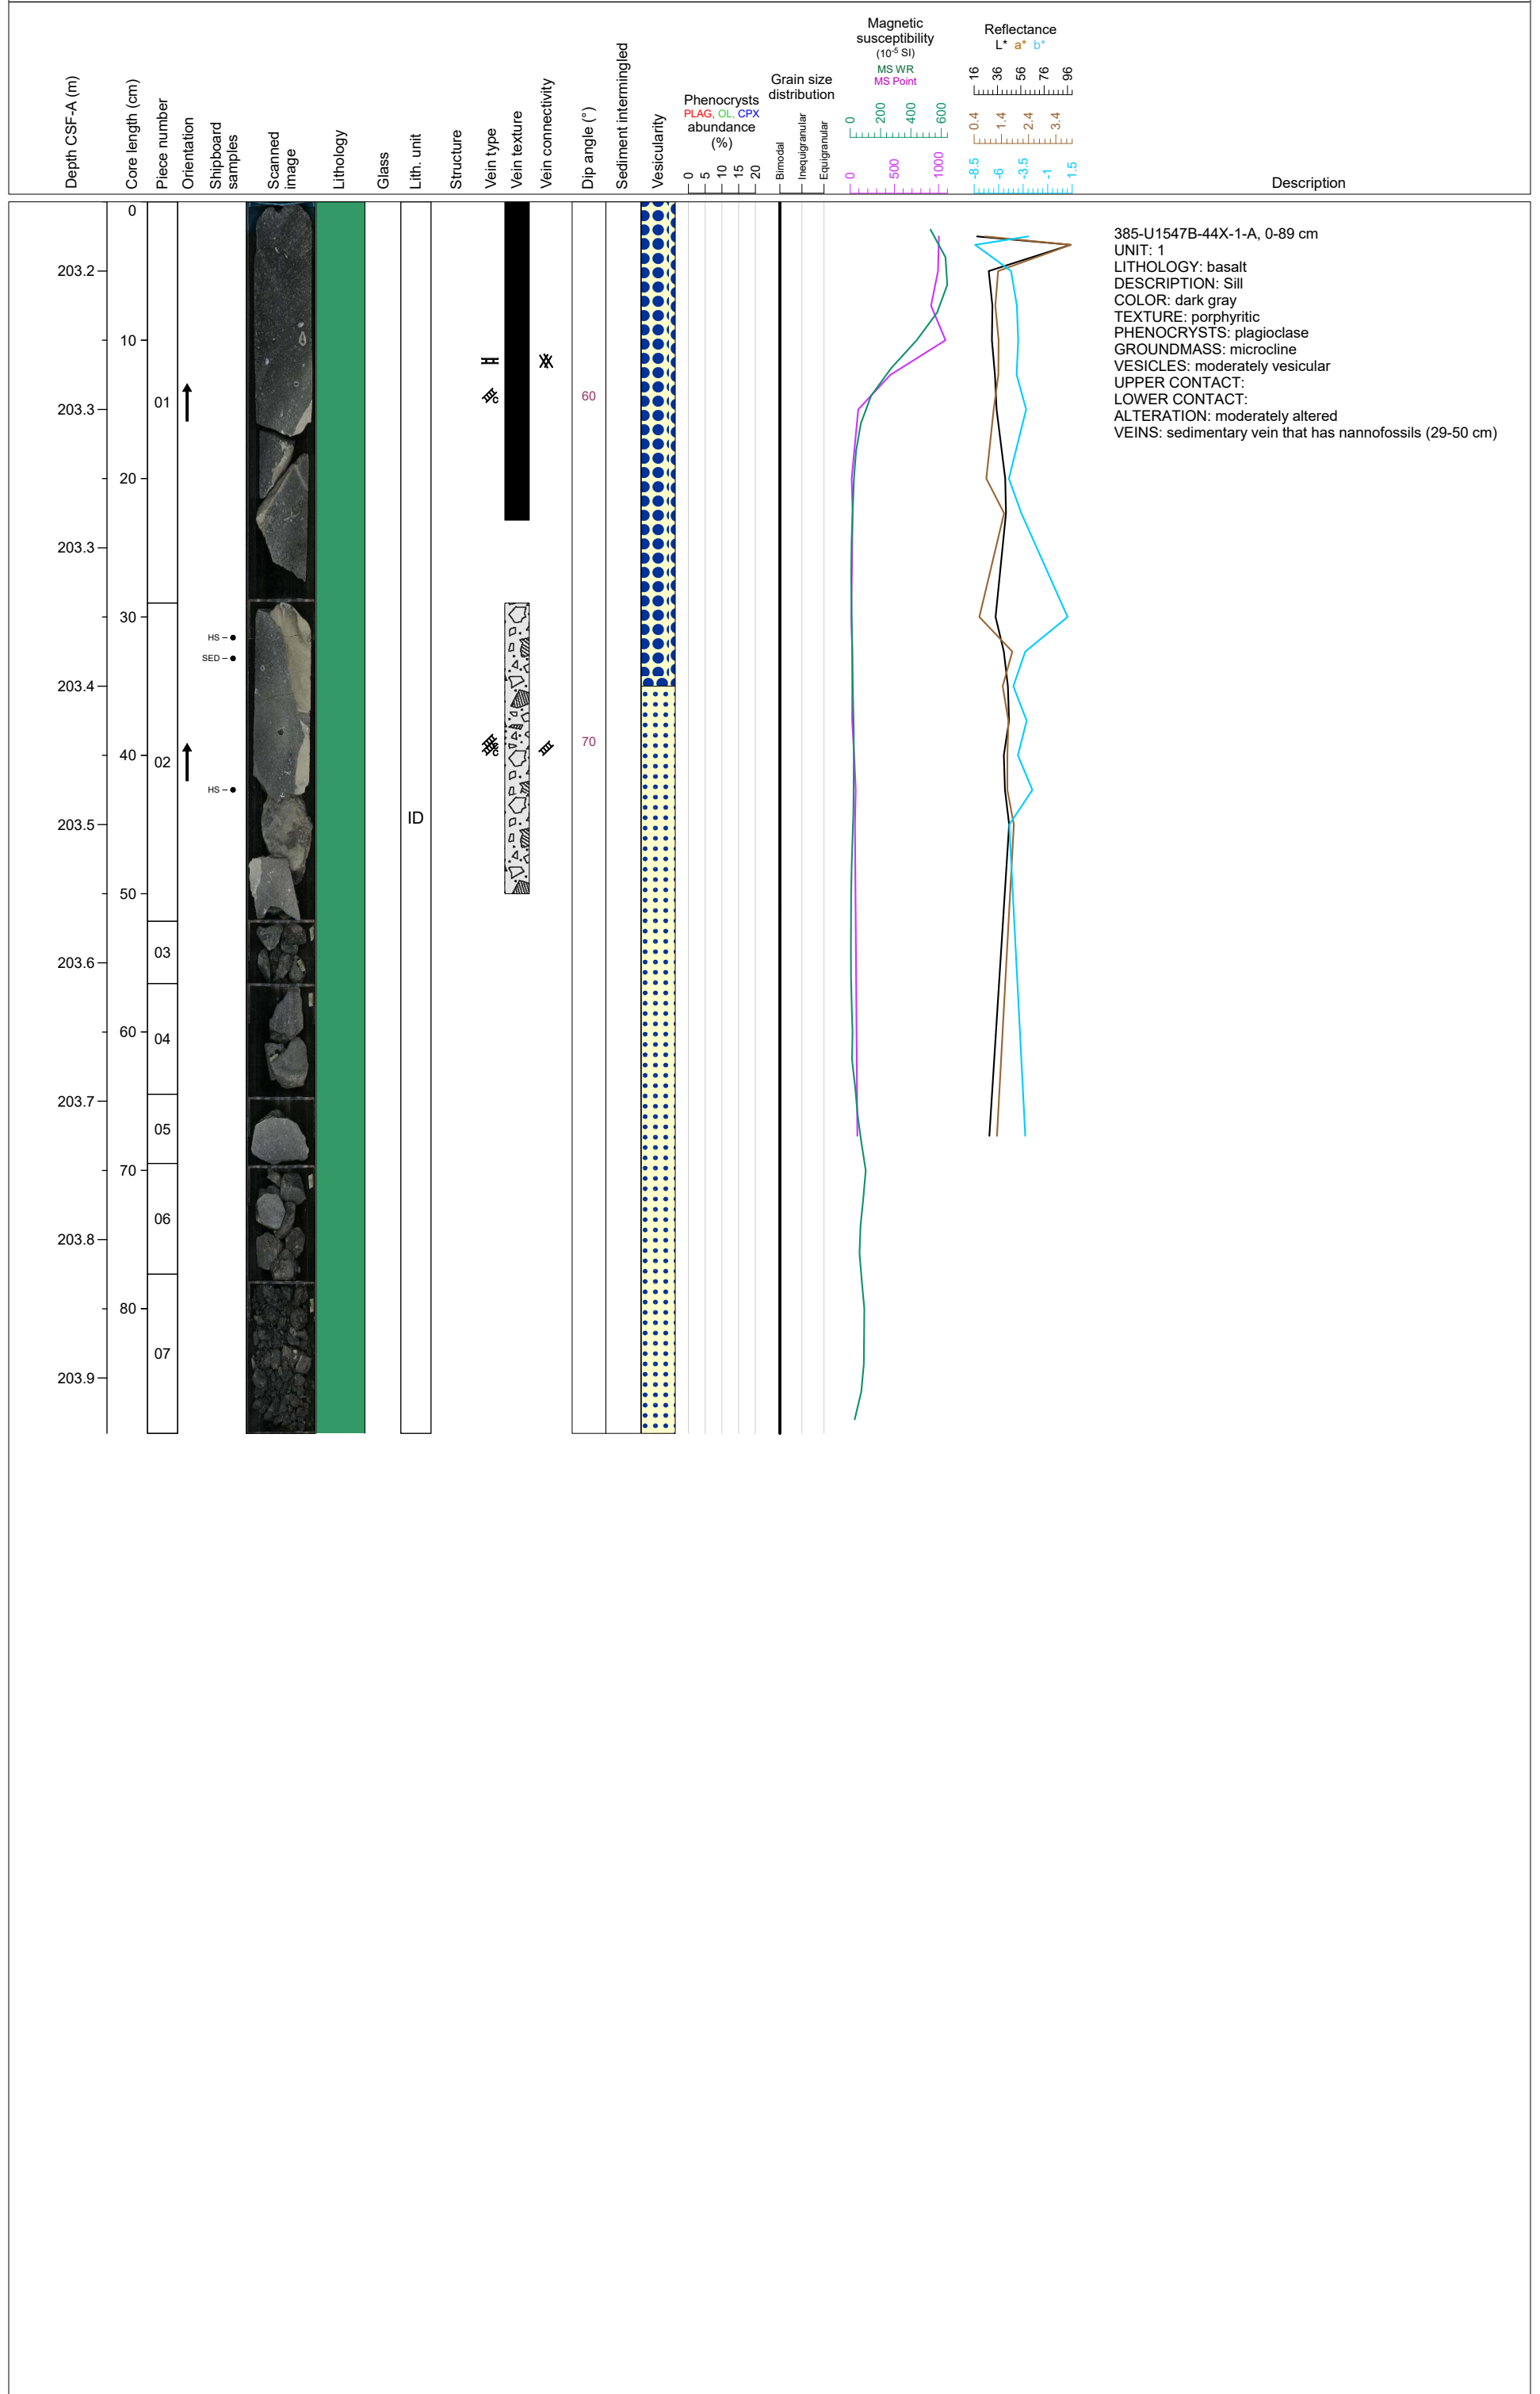 Depth CSF-A (m)
Core length (cm)
Piece number
Orientation
Shipboard
samples
Scanned
image
Lithology
Glass
Lith. unit
Structure
Vein type
Vein texture
Vein connectivity
Dip angle (°)
Sediment intermingled
Vesicularity
Phenocrysts
PLAG, OL, CPX
abundance
(%)
0 5 10 15 20
Grain size
distribution
Bimodal
Inequigranular
Equigranular
Magnetic
susceptibility
(10-5 SI)
MS WR
MS Point
0 200 400 600
0 500 1000
Reflectance
L* a* b*
16 36 56 76 96
0.4 1.4 2.4 3.4
-8.5 -6 -3.5 -1 1.5
Description
0
385-U1547B-44X-1-A, 0-89 cm
UNIT: 1
LITHOLOGY: basalt
DESCRIPTION: Sill
COLOR: dark gray
TEXTURE: porphyritic
PHENOCRYSTS: plagioclase
GROUNDMASS: microcline
VESICLES: moderately vesicular
UPPER CONTACT:
LOWER CONTACT:
ALTERATION: moderately altered
VEINS: sedimentary vein that has nannofossils (29-50 cm)
203.2
10
c
60
01
203.3
20
203.3
30
HS
SED
203.4
c
70
40
02
HS
ID
203.5
50
03
203.6
60
04
203.7
05
70
06
203.8
80
07
203.9